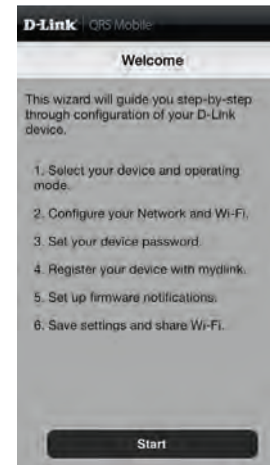 D-Link QRS Mobile
Welcome
This wizard will guide you step-by-step
through configuration of your D-Link
device.
1. Select your device and operating
mode.
2. Configure your Network and Wi-Fi.
3. Set your device password.
4. Register your device with mydlink.
5. Set up firmware notifications.
6. Save settings and share Wi-Fi.
Start